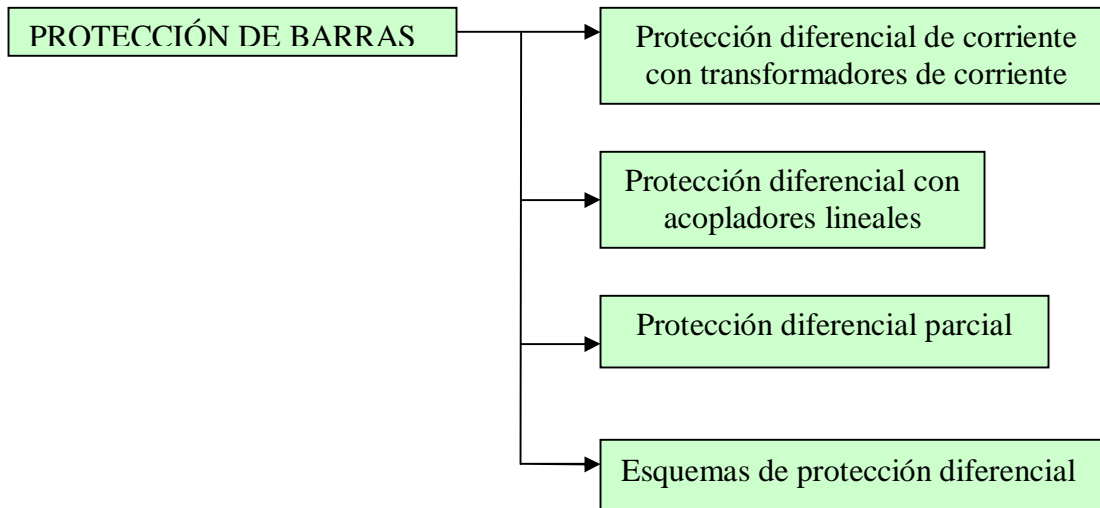 PROTECCIÓN DE BARRAS
Protección diferencial de corriente
con transformadores de corriente
Protección diferencial con
acopladores lineales
Protección diferencial parcial
Esquemas de protección diferencial